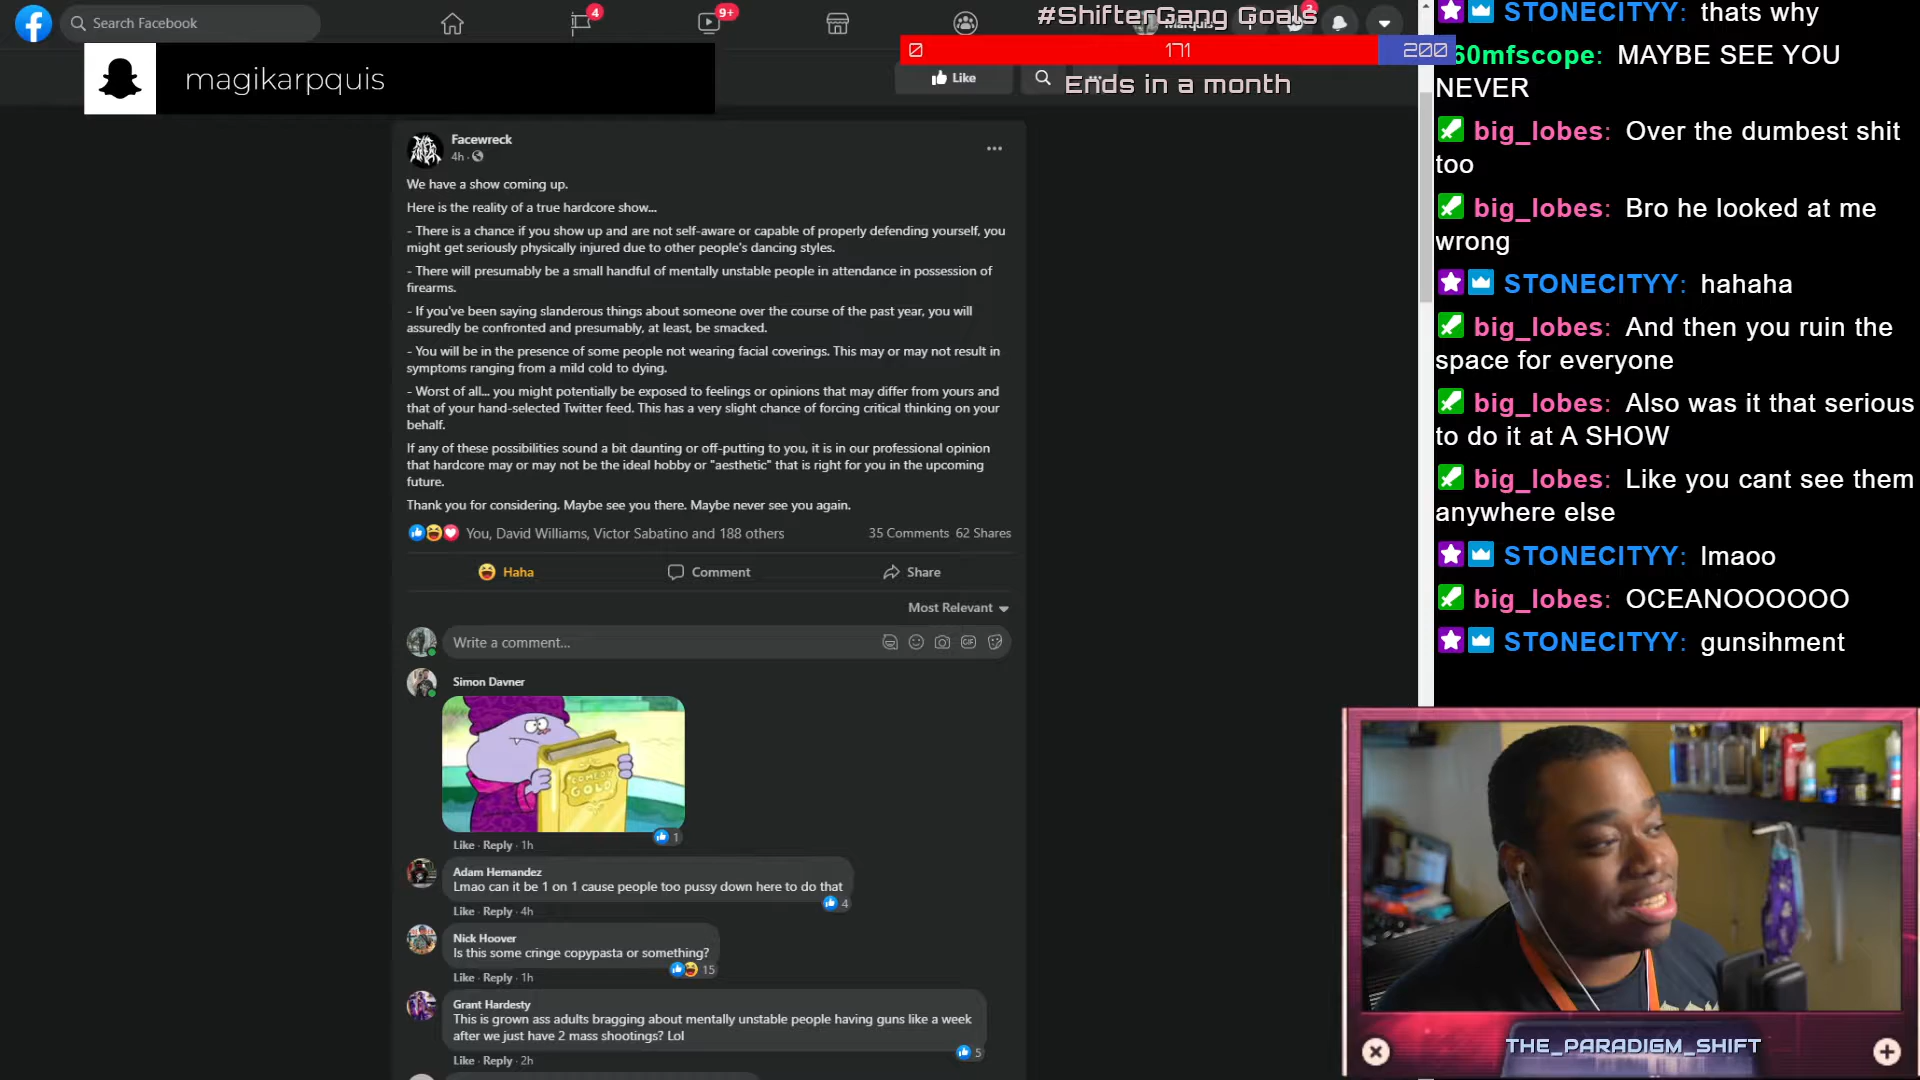 Search Facebook
4
9+
#ShifterGang Goals
0
171
200
Ends in a month
magikarpquis
Like
Facewreck
4h ·
We have a show coming up.
Here is the reality of a true hardcore show...
- There is a chance if you show up and are not self-aware or capable of properly defending yourself, you
might get seriously physically injured due to other people's dancing styles.
- There will presumably be a small handful of mentally unstable people in attendance in possession of
firearms.
- If you've been saying slanderous things about someone over the course of the past year, you will
assuredly be confronted and presumably, at least, be smacked.
- You will be in the presence of some people not wearing facial coverings. This may or may not result in
symptoms ranging from a mild cold to dying.
- Worst of all... you might potentially be exposed to feelings or opinions that may differ from yours and
that of your hand-selected Twitter feed. This has a very slight chance of forcing critical thinking on your
behalf.
If any of these possibilities sound a bit daunting or off-putting to you, it is in our professional opinion
that hardcore may or may not be the ideal hobby or "aesthetic" that is right for you in the upcoming
future.
Thank you for considering. Maybe see you there. Maybe never see you again.
You, David Williams, Victor Sabatino and 188 others
35 Comments 62 Shares
Haha
Comment
Share
Most Relevant
Write a comment...
GIF
Simon Davner
COMEDY
GOLD
1
Like · Reply · 1h
Adam Hernandez
Lmao can it be 1 on 1 cause people too pussy down here to do that
4
Like · Reply · 4h
Nick Hoover
Is this some cringe copypasta or something?
15
Like · Reply · 1h
Grant Hardesty
This is grown ass adults bragging about mentally unstable people having guns like a week
after we just have 2 mass shootings? Lol
5
Like · Reply · 2h
STONECITYY: thats why
60mfscope: MAYBE SEE YOU
NEVER
big_lobes: Over the dumbest shit
too
big_lobes: Bro he looked at me
wrong
STONECITYY: hahaha
big_lobes: And then you ruin the
space for everyone
big_lobes: Also was it that serious
to do it at A SHOW
big_lobes: Like you cant see them
anywhere else
STONECITYY: lmaoo
big_lobes: OCEANOOOOOO
STONECITYY: gunsihment
THE_PARADIGM_SHIFT